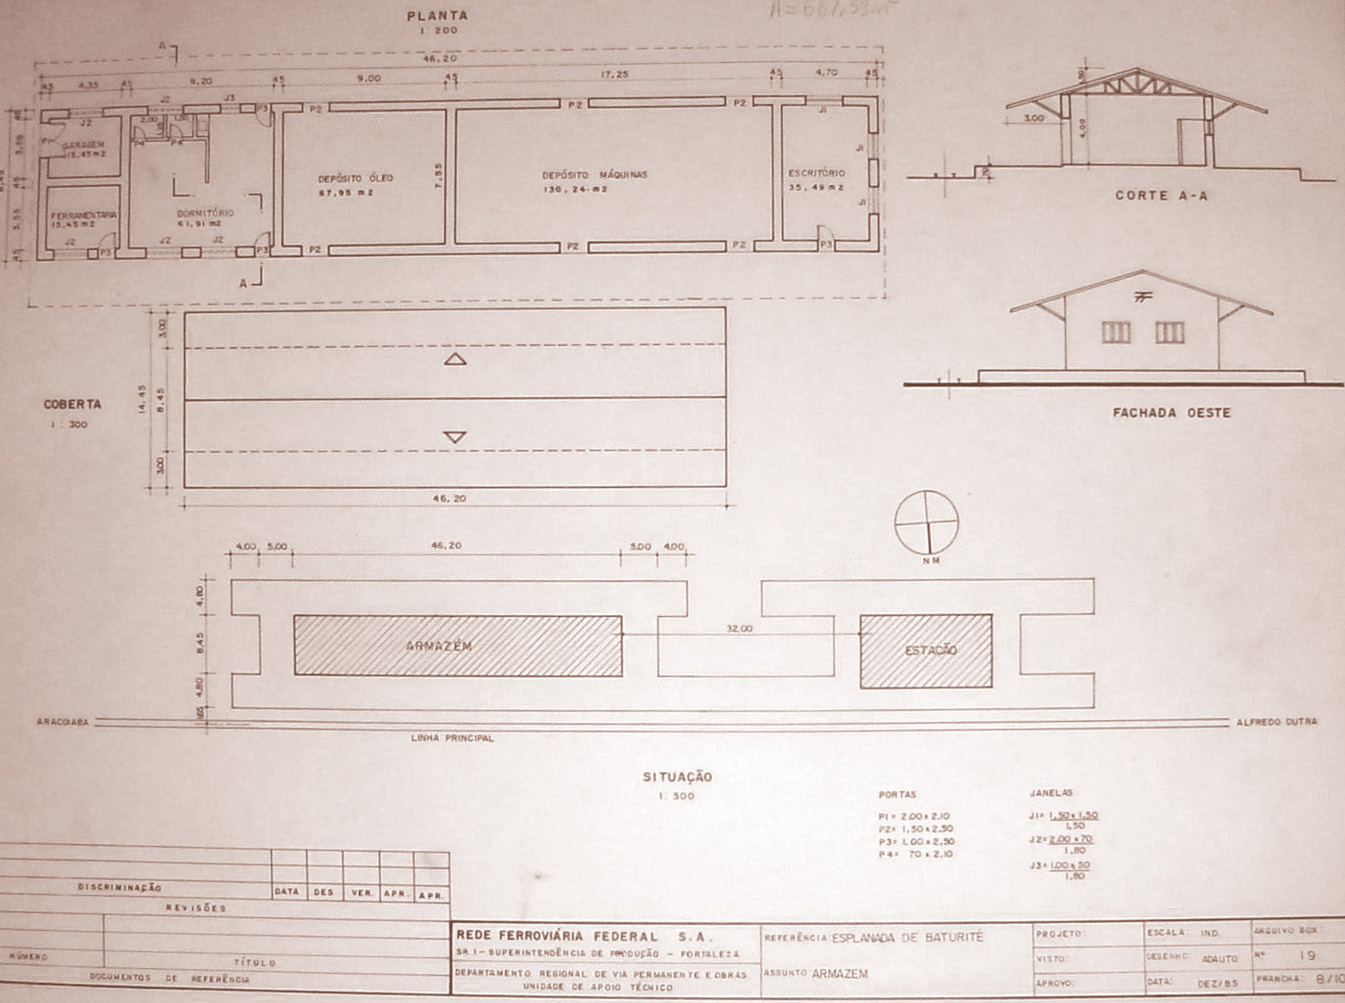 A=667,59m²
PLANTA
1 : 200
A
46,20
45 4,35 45 8,20 45 9,00 45 17,25 45 4,70 45
J2 J3 P3 P2 P2 P2 J1
J2
2,00 1,50
P1 P4 P4
GARAGEM
15,45 m2
DEPÓSITO ÓLEO
67,95 m2
7,55
DEPÓSITO MÁQUINAS
130,24 m2
ESCRITÓRIO
35,49 m2
J1
J1
FERRAMENTARIA
15,45 m2
DORMITÓRIO
61,91 m2
J2 P3 J2 J2 P3 P2 P2 P2 P3
45
3,55
45
3,55
45
A
1,50
3,00
4,00
CORTE A-A
FACHADA OESTE
COBERTA
1 : 300
3,00
14,45
8,45
3,00
46,20
NM
4,00 5,00 46,20 5,00 4,00
4,80
8,45
4,80
32,00
ARMAZÉM
ESTAÇÃO
ARACOIABA
ALFREDO DUTRA
LINHA PRINCIPAL
SITUAÇÃO
1 : 500
PORTAS
P1= 2,00 x 2,10
P2= 1,50 x 2,50
P3= 1,00 x 2,50
P4= 70 x 2,10
JANELAS
J1= 1,50 x 1,50
1,50
J2= 2,00 x 70
1,80
J3= 1,00 x 50
1,80
DISCRIMINAÇÃO
DATA DES VER. APR. APR.
REVISÕES
NÚMERO
TÍTULO
DOCUMENTOS DE REFERÊNCIA
REDE FERROVIÁRIA FEDERAL S.A.
SR 1 – SUPERINTENDÊNCIA DE PRODUÇÃO – FORTALEZA
DEPARTAMENTO REGIONAL DE VIA PERMANENTE E OBRAS
UNIDADE DE APOIO TÉCNICO
REFERÊNCIA ESPLANADA DE BATURITÉ
ASSUNTO ARMAZEM
PROJETO:
VISTO:
APROVO:
ESCALA: IND.
DESENHO: ADAUTO
DATA: DEZ/85
ARQUIVO BOX
Nº 19
PRANCHA: 8/10